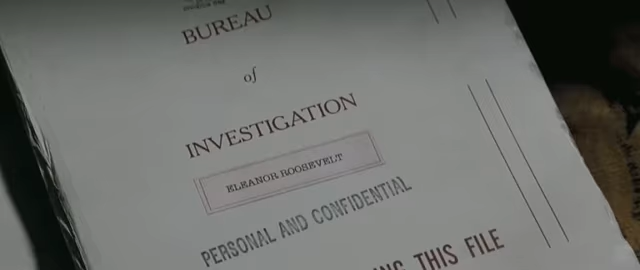 BUREAU
of
INVESTIGATION
ELEANOR ROOSEVELT
PERSONAL AND CONFIDENTIAL
THIS FILE